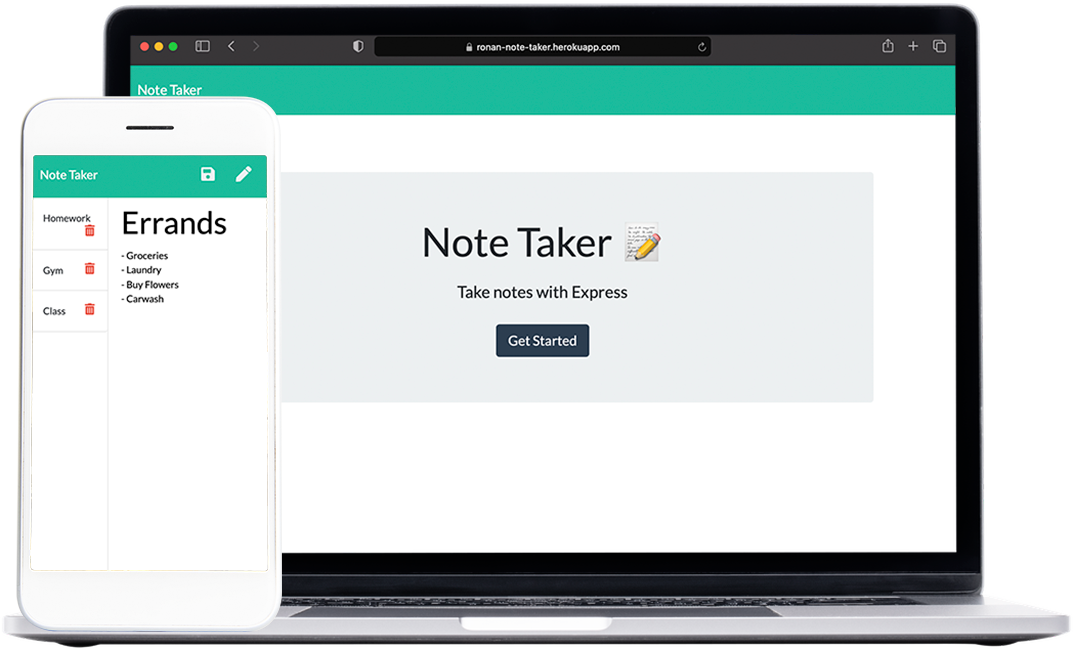 ronan-note-taker.herokuapp.com
Note Taker
Note Taker
Take notes with Express
Get Started
Note Taker
Homework
Gym
Class
Errands
- Groceries
- Laundry
- Buy Flowers
- Carwash